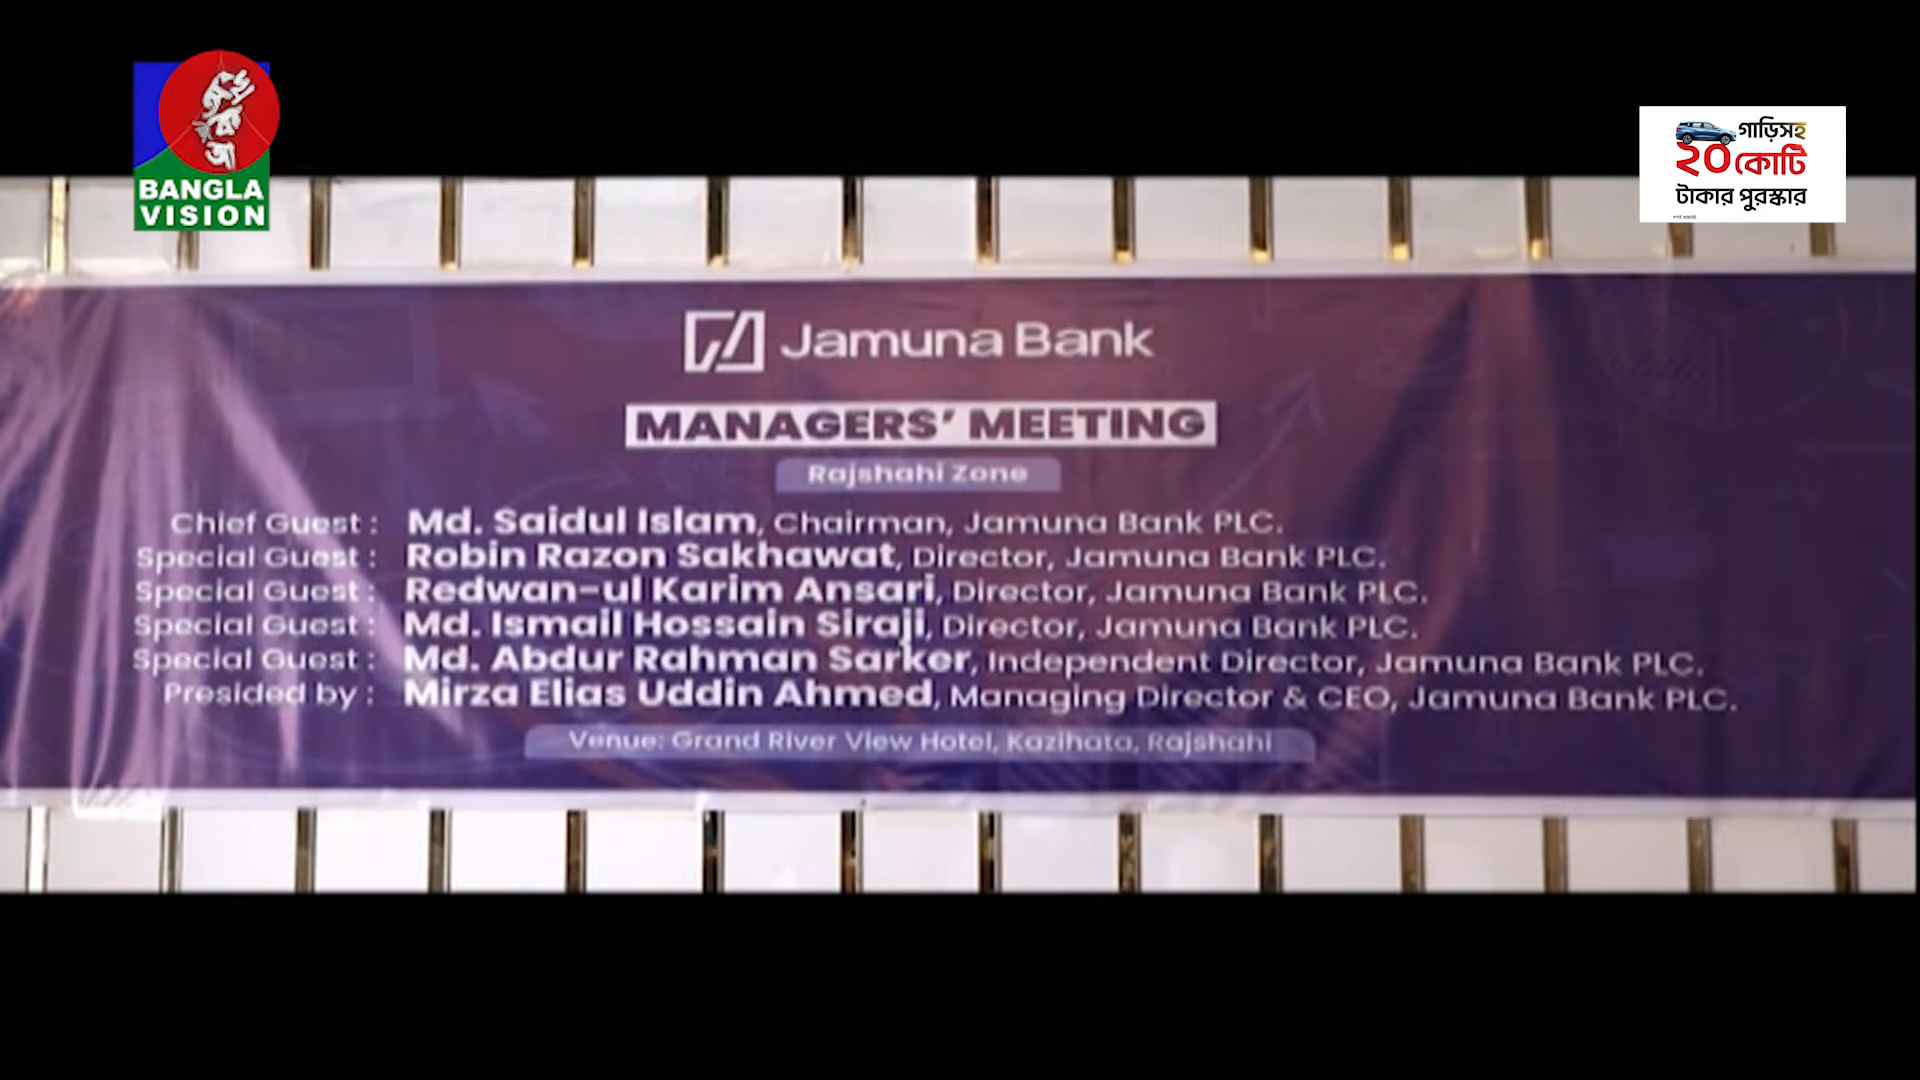 একুশে
BANGLA
VISION
গাড়িসহ
২০ কোটি
টাকার পুরস্কার
Jamuna Bank
MANAGERS' MEETING
Rajshahi Zone
Chief Guest : Md. Saidul Islam, Chairman, Jamuna Bank PLC.
Special Guest : Robin Razon Sakhawat, Director, Jamuna Bank PLC.
Special Guest : Redwan-ul Karim Ansari, Director, Jamuna Bank PLC.
Special Guest : Md. Ismail Hossain Siraji, Director, Jamuna Bank PLC.
Special Guest : Md. Abdur Rahman Sarker, Independent Director, Jamuna Bank PLC.
Presided by : Mirza Elias Uddin Ahmed, Managing Director & CEO, Jamuna Bank PLC.
Venue: Grand River View Hotel, Kazihata, Rajshahi